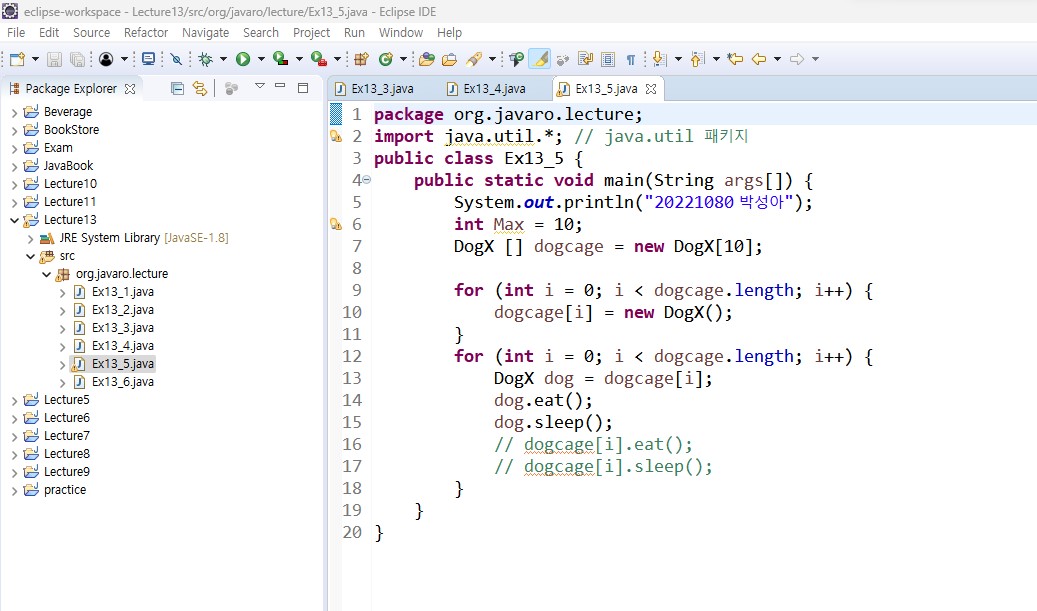 eclipse-workspace - Lecture13/src/org/javaro/lecture/Ex13_5.java - Eclipse IDE
File Edit Source Refactor Navigate Search Project Run Window Help
Package Explorer
Beverage
BookStore
Exam
JavaBook
Lecture10
Lecture11
Lecture13
JRE System Library [JavaSE-1.8]
src
org.javaro.lecture
Ex13_1.java
Ex13_2.java
Ex13_3.java
Ex13_4.java
Ex13_5.java
Ex13_6.java
Lecture5
Lecture6
Lecture7
Lecture8
Lecture9
practice
Ex13_3.java Ex13_4.java Ex13_5.java
1 package org.javaro.lecture;
2 import java.util.*; // java.util 패키지
3 public class Ex13_5 {
4 public static void main(String args[]) {
5 System.out.println("20221080 박성아");
6 int Max = 10;
7 DogX [] dogcage = new DogX[10];
8
9 for (int i = 0; i < dogcage.length; i++) {
10 dogcage[i] = new DogX();
11 }
12 for (int i = 0; i < dogcage.length; i++) {
13 DogX dog = dogcage[i];
14 dog.eat();
15 dog.sleep();
16 // dogcage[i].eat();
17 // dogcage[i].sleep();
18 }
19 }
20 }